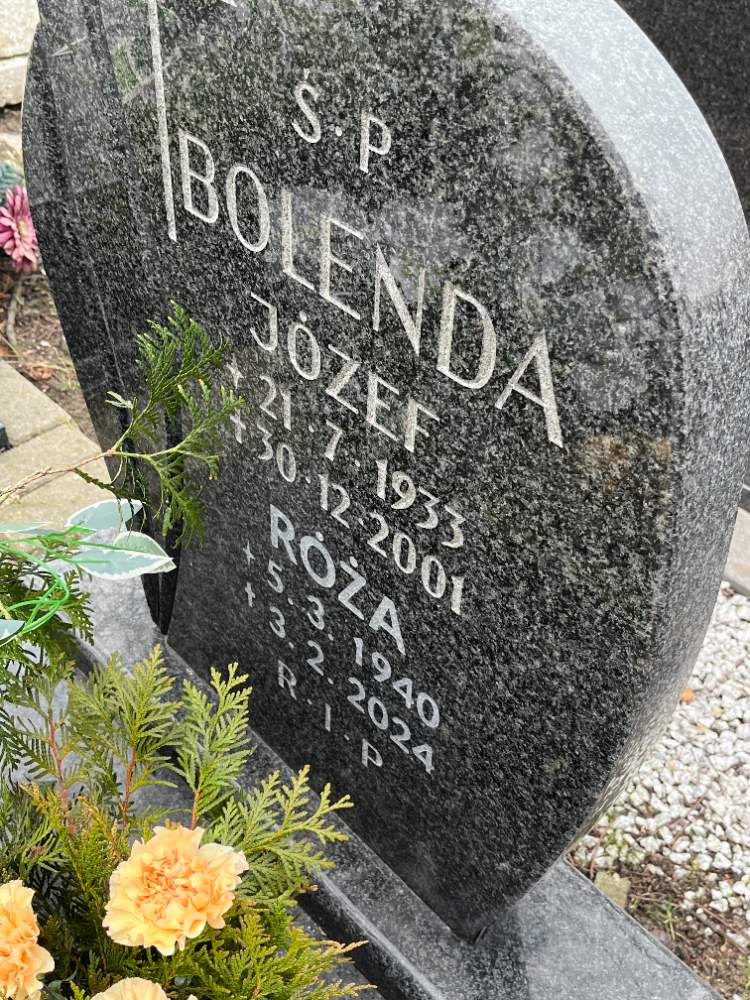 Ś.P
BOLENDA
JÓZEF
+ 21.7.1933
† 30.12.2001
RÓŻA
+ 5.3.1940
+ 3.2.2024
R.I.P